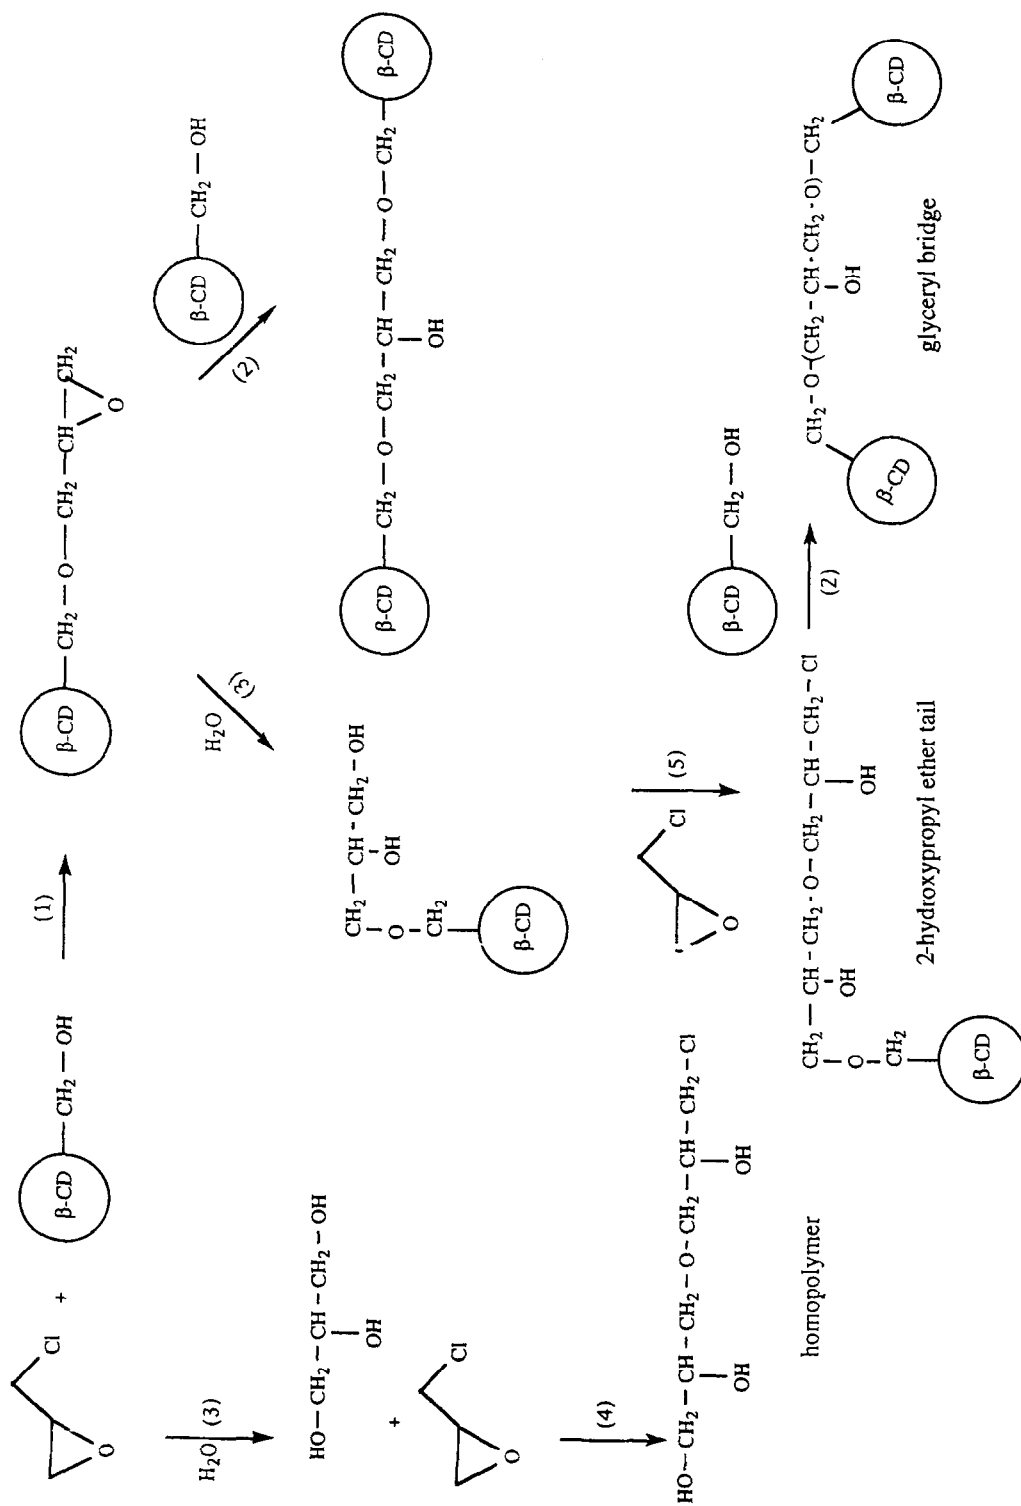 Cl
O
+
β-CD
CH2 — OH
(1)
β-CD
CH2 — O — CH2 — CH — CH2
O
H2O
(3)
H2O
(3)
(2)
β-CD
CH2 — OH
HO — CH2 — CH — CH2 — OH
OH
+
Cl
O
CH2 — CH - CH2 — OH
O
OH
CH2
β-CD
β-CD
CH2 — O — CH2 — CH — CH2 — O — CH2
OH
β-CD
(4)
Cl
O
(5)
β-CD
CH2 — OH
HO — CH2 — CH — CH2 — O — CH2 — CH — CH2 — Cl
OH
OH
homopolymer
CH2 — CH - CH2 - O — CH2 — CH — CH2 — Cl
O
OH
OH
CH2
β-CD
2-hydroxypropyl ether tail
(2)
CH2 — O (CH2 — CH · CH2 · O) — CH2
OH
β-CD
β-CD
glyceryl bridge